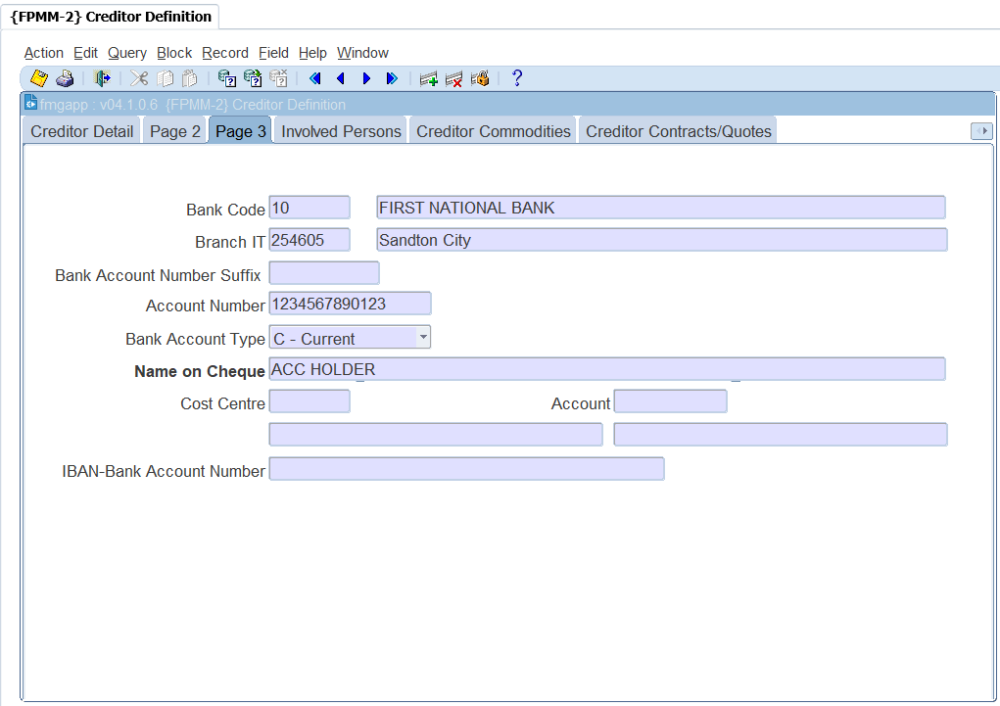 {FPMM-2} Creditor Definition
Action Edit Query Block Record Field Help Window
fmgapp : v04.1.0.6 {FPMM-2} Creditor Definition
Creditor Detail Page 2 Page 3 Involved Persons Creditor Commodities Creditor Contracts/Quotes
Bank Code 10 FIRST NATIONAL BANK
Branch IT 254605 Sandton City
Bank Account Number Suffix
Account Number 1234567890123
Bank Account Type C - Current
Name on Cheque ACC HOLDER
Cost Centre Account
IBAN-Bank Account Number